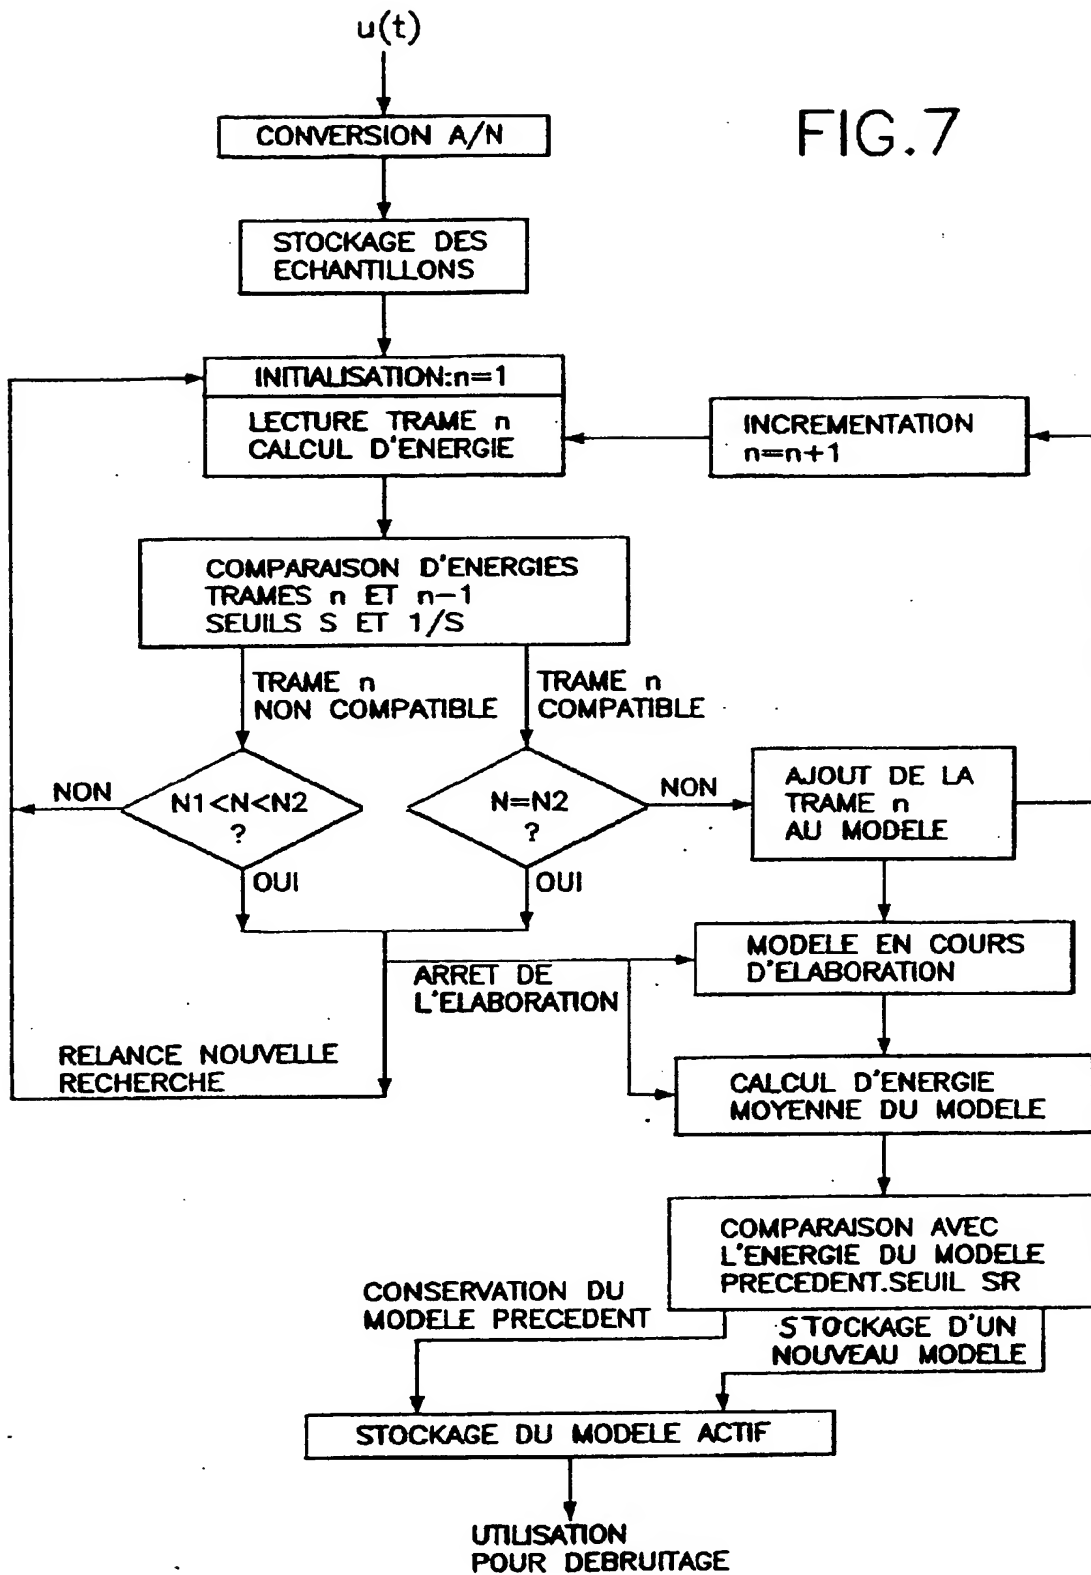 u(t)
FIG.7
CONVERSION A/N
STOCKAGE DES
ECHANTILLONS
INITIALISATION:n=1
LECTURE TRAME n
CALCUL D'ENERGIE
INCREMENTATION
n=n+1
COMPARAISON D'ENERGIES
TRAMES n ET n-1
SEUILS S ET 1/S
TRAME n
NON COMPATIBLE
TRAME n
COMPATIBLE
NON
N1<N<N2
?
OUI
N=N2
?
OUI
NON
AJOUT DE LA
TRAME n
AU MODELE
ARRET DE
L'ELABORATION
MODELE EN COURS
D'ELABORATION
RELANCE NOUVELLE
RECHERCHE
CALCUL D'ENERGIE
MOYENNE DU MODELE
COMPARAISON AVEC
L'ENERGIE DU MODELE
PRECEDENT.SEUIL SR
CONSERVATION DU
MODELE PRECEDENT
STOCKAGE D'UN
NOUVEAU MODELE
STOCKAGE DU MODELE ACTIF
UTILISATION
POUR DEBRUITAGE